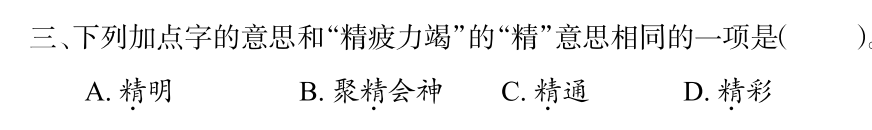 三、下列加点字的意思和“精疲力竭”的“精”意思相同的一项是(　　)。
A. 精明　　B. 聚精会神　　C. 精通　　D. 精彩